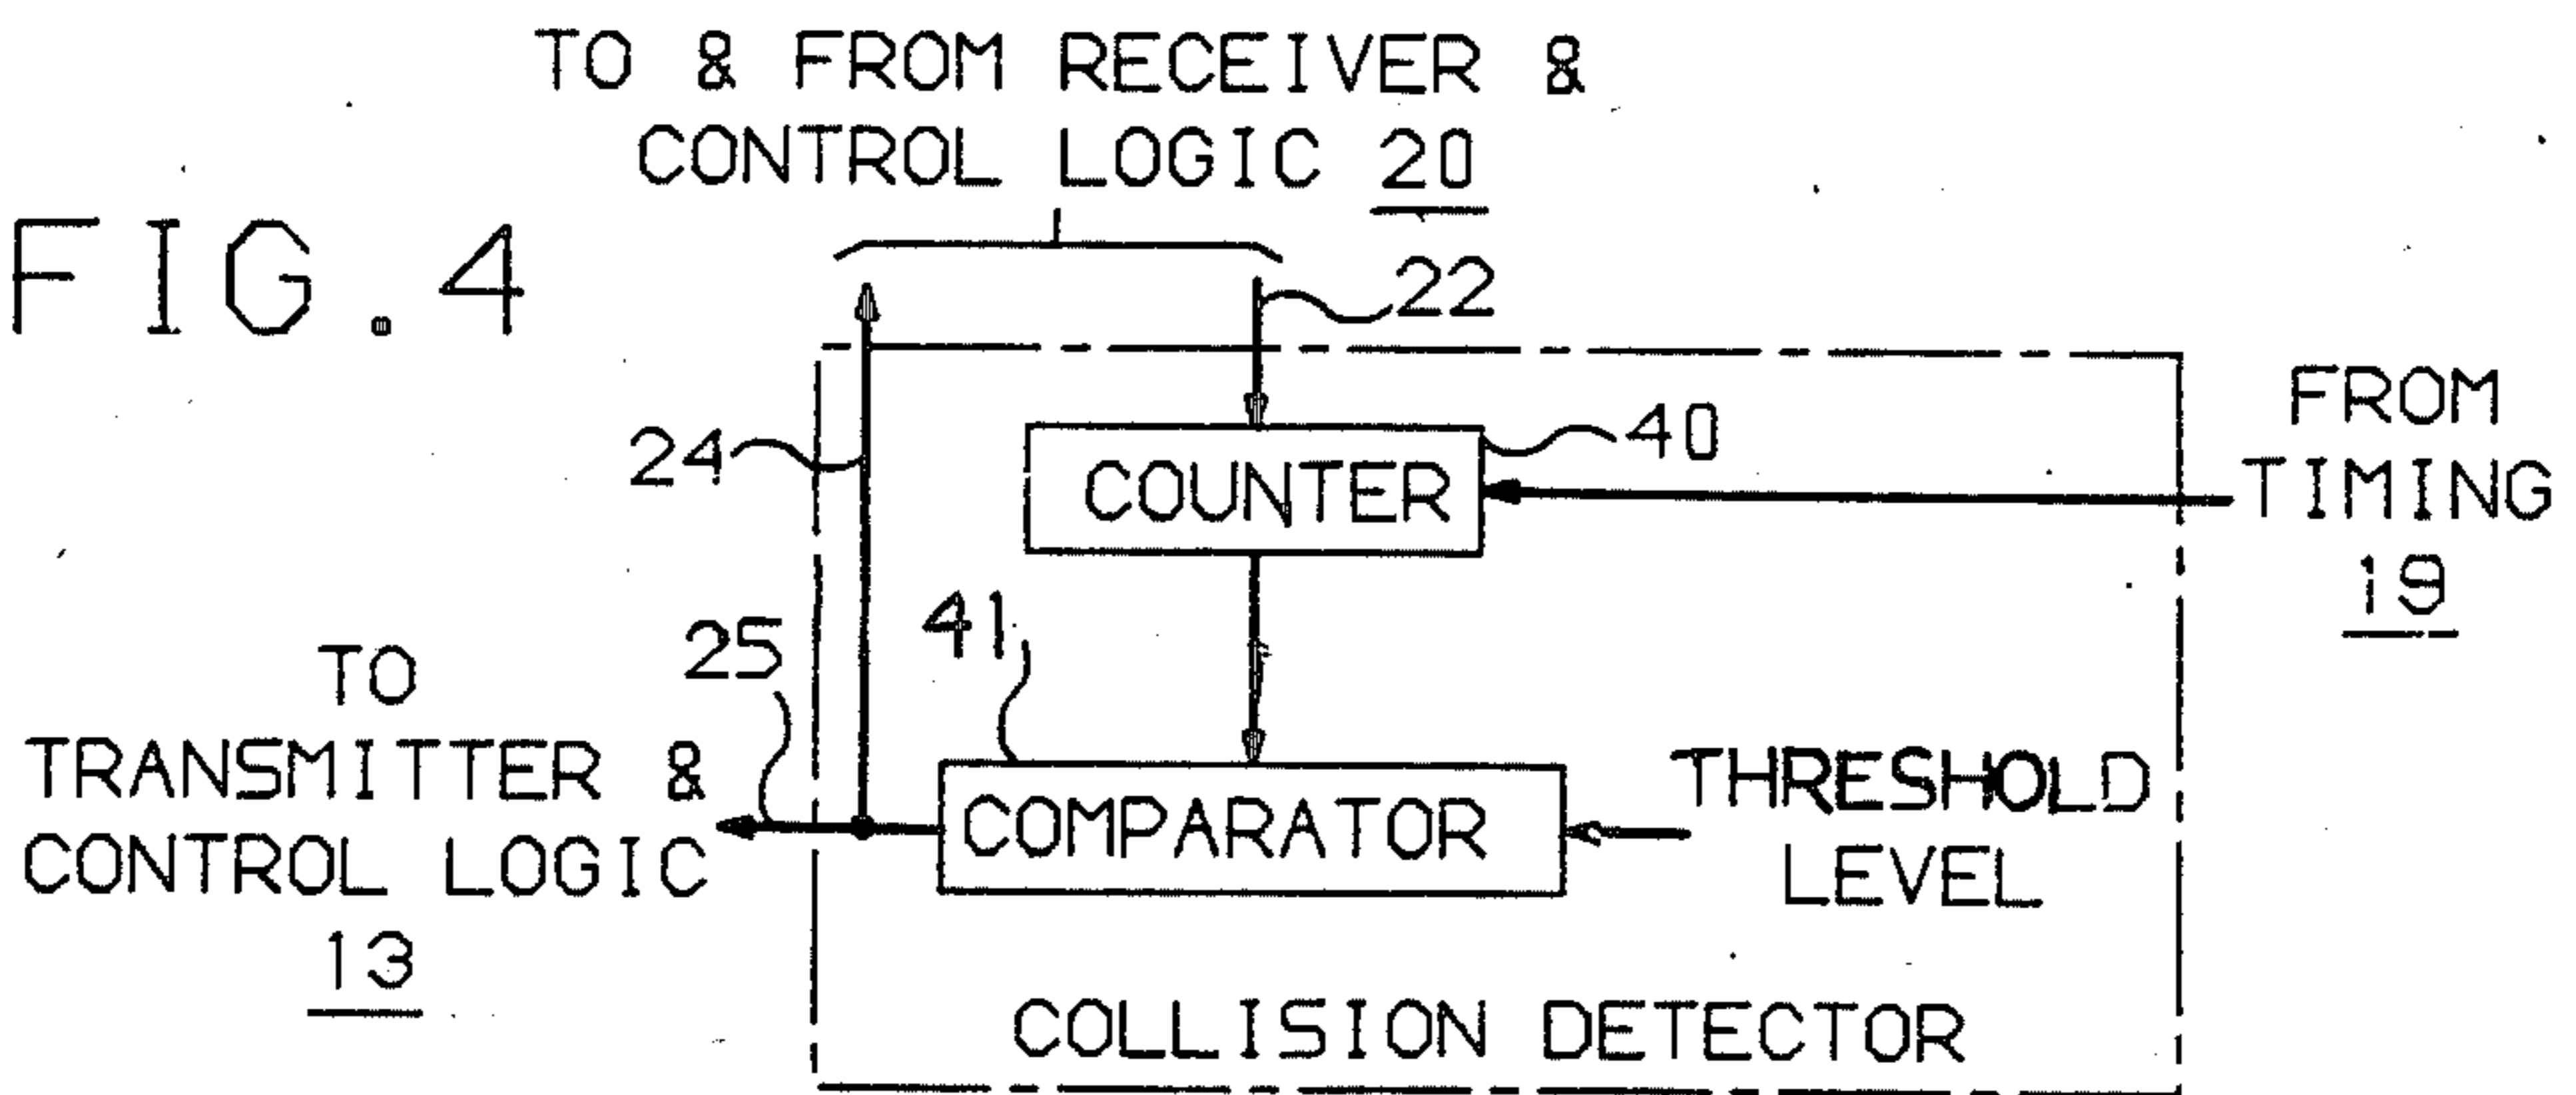 TO & FROM RECEIVER &
CONTROL LOGIC 20
FIG.4
22
FROM
TIMING
19
24
40
COUNTER
41
25
TO
TRANSMITTER &
CONTROL LOGIC
13
COMPARATOR
THRESHOLD
LEVEL
COLLISION DETECTOR